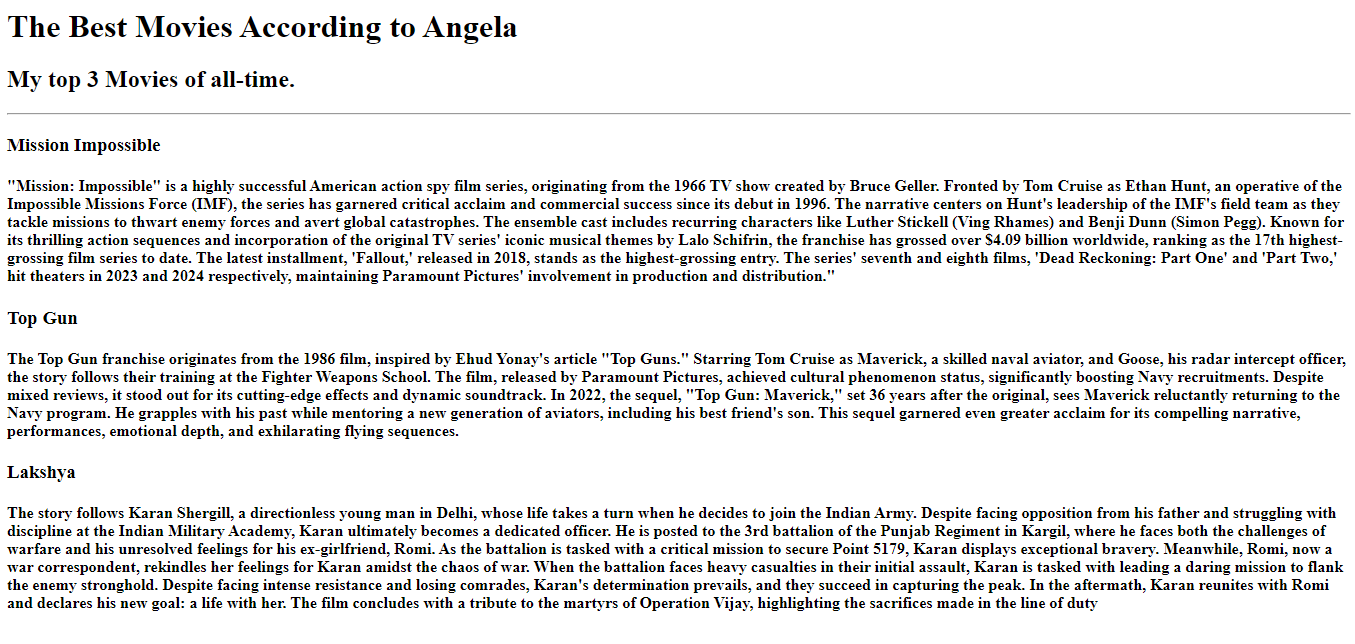 The Best Movies According to Angela
My top 3 Movies of all-time.
Mission Impossible
"Mission: Impossible" is a highly successful American action spy film series, originating from the 1966 TV show created by Bruce Geller. Fronted by Tom Cruise as Ethan Hunt, an operative of the
Impossible Missions Force (IMF), the series has garnered critical acclaim and commercial success since its debut in 1996. The narrative centers on Hunt's leadership of the IMF's field team as they
tackle missions to thwart enemy forces and avert global catastrophes. The ensemble cast includes recurring characters like Luther Stickell (Ving Rhames) and Benji Dunn (Simon Pegg). Known for
its thrilling action sequences and incorporation of the original TV series' iconic musical themes by Lalo Schifrin, the franchise has grossed over $4.09 billion worldwide, ranking as the 17th highest-
grossing film series to date. The latest installment, 'Fallout,' released in 2018, stands as the highest-grossing entry. The series' seventh and eighth films, 'Dead Reckoning: Part One' and 'Part Two,'
hit theaters in 2023 and 2024 respectively, maintaining Paramount Pictures' involvement in production and distribution."
Top Gun
The Top Gun franchise originates from the 1986 film, inspired by Ehud Yonay's article "Top Guns." Starring Tom Cruise as Maverick, a skilled naval aviator, and Goose, his radar intercept officer,
the story follows their training at the Fighter Weapons School. The film, released by Paramount Pictures, achieved cultural phenomenon status, significantly boosting Navy recruitments. Despite
mixed reviews, it stood out for its cutting-edge effects and dynamic soundtrack. In 2022, the sequel, "Top Gun: Maverick," set 36 years after the original, sees Maverick reluctantly returning to the
Navy program. He grapples with his past while mentoring a new generation of aviators, including his best friend's son. This sequel garnered even greater acclaim for its compelling narrative,
performances, emotional depth, and exhilarating flying sequences.
Lakshya
The story follows Karan Shergill, a directionless young man in Delhi, whose life takes a turn when he decides to join the Indian Army. Despite facing opposition from his father and struggling with
discipline at the Indian Military Academy, Karan ultimately becomes a dedicated officer. He is posted to the 3rd battalion of the Punjab Regiment in Kargil, where he faces both the challenges of
warfare and his unresolved feelings for his ex-girlfriend, Romi. As the battalion is tasked with a critical mission to secure Point 5179, Karan displays exceptional bravery. Meanwhile, Romi, now a
war correspondent, rekindles her feelings for Karan amidst the chaos of war. When the battalion faces heavy casualties in their initial assault, Karan is tasked with leading a daring mission to flank
the enemy stronghold. Despite facing intense resistance and losing comrades, Karan's determination prevails, and they succeed in capturing the peak. In the aftermath, Karan reunites with Romi
and declares his new goal: a life with her. The film concludes with a tribute to the martyrs of Operation Vijay, highlighting the sacrifices made in the line of duty